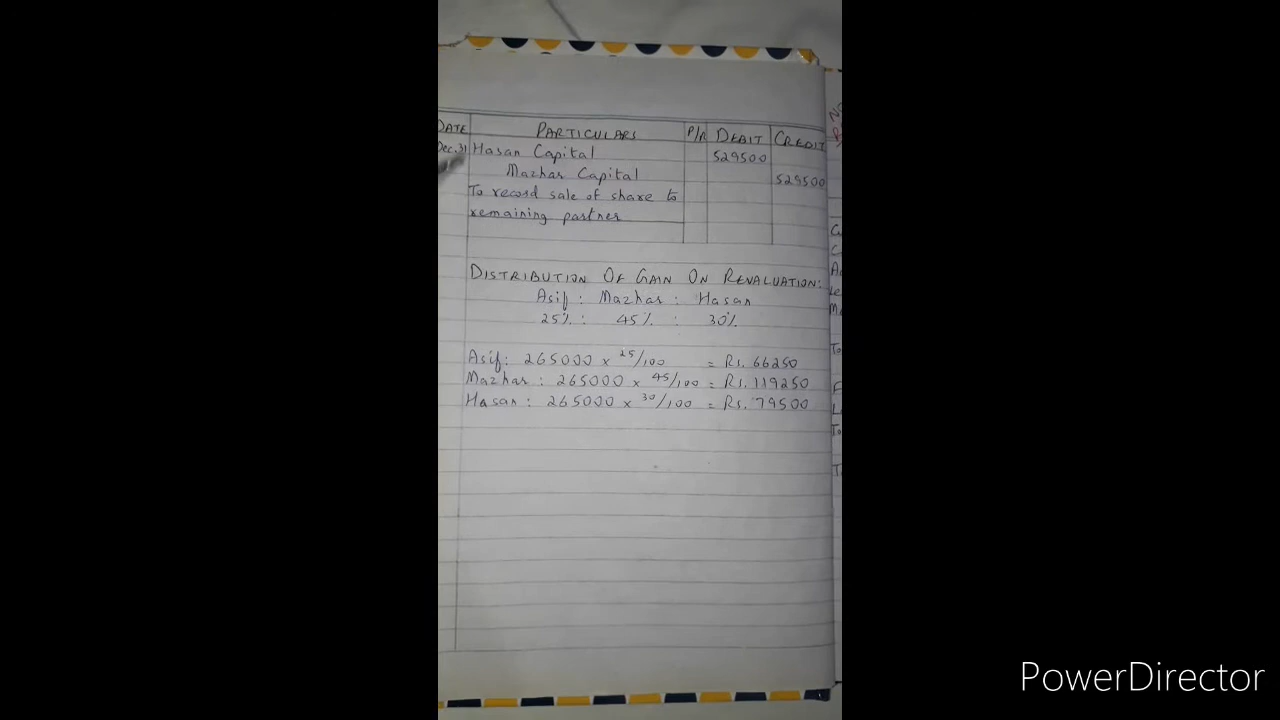 DATE PARTICULARS P/R DEBIT CREDIT
Dec.31 Hasan Capital 529500
Mazhar Capital 529500
To record sale of share to
remaining partner
DISTRIBUTION OF GAIN ON REVALUATION:
Asif : Mazhar : Hasan
25% : 45% : 30%
Asif: 265000 x 25/100 = Rs. 66250
Mazhar : 265000 x 45/100 = Rs. 119250
Hasan : 265000 x 30/100 = Rs. 79500
PowerDirector